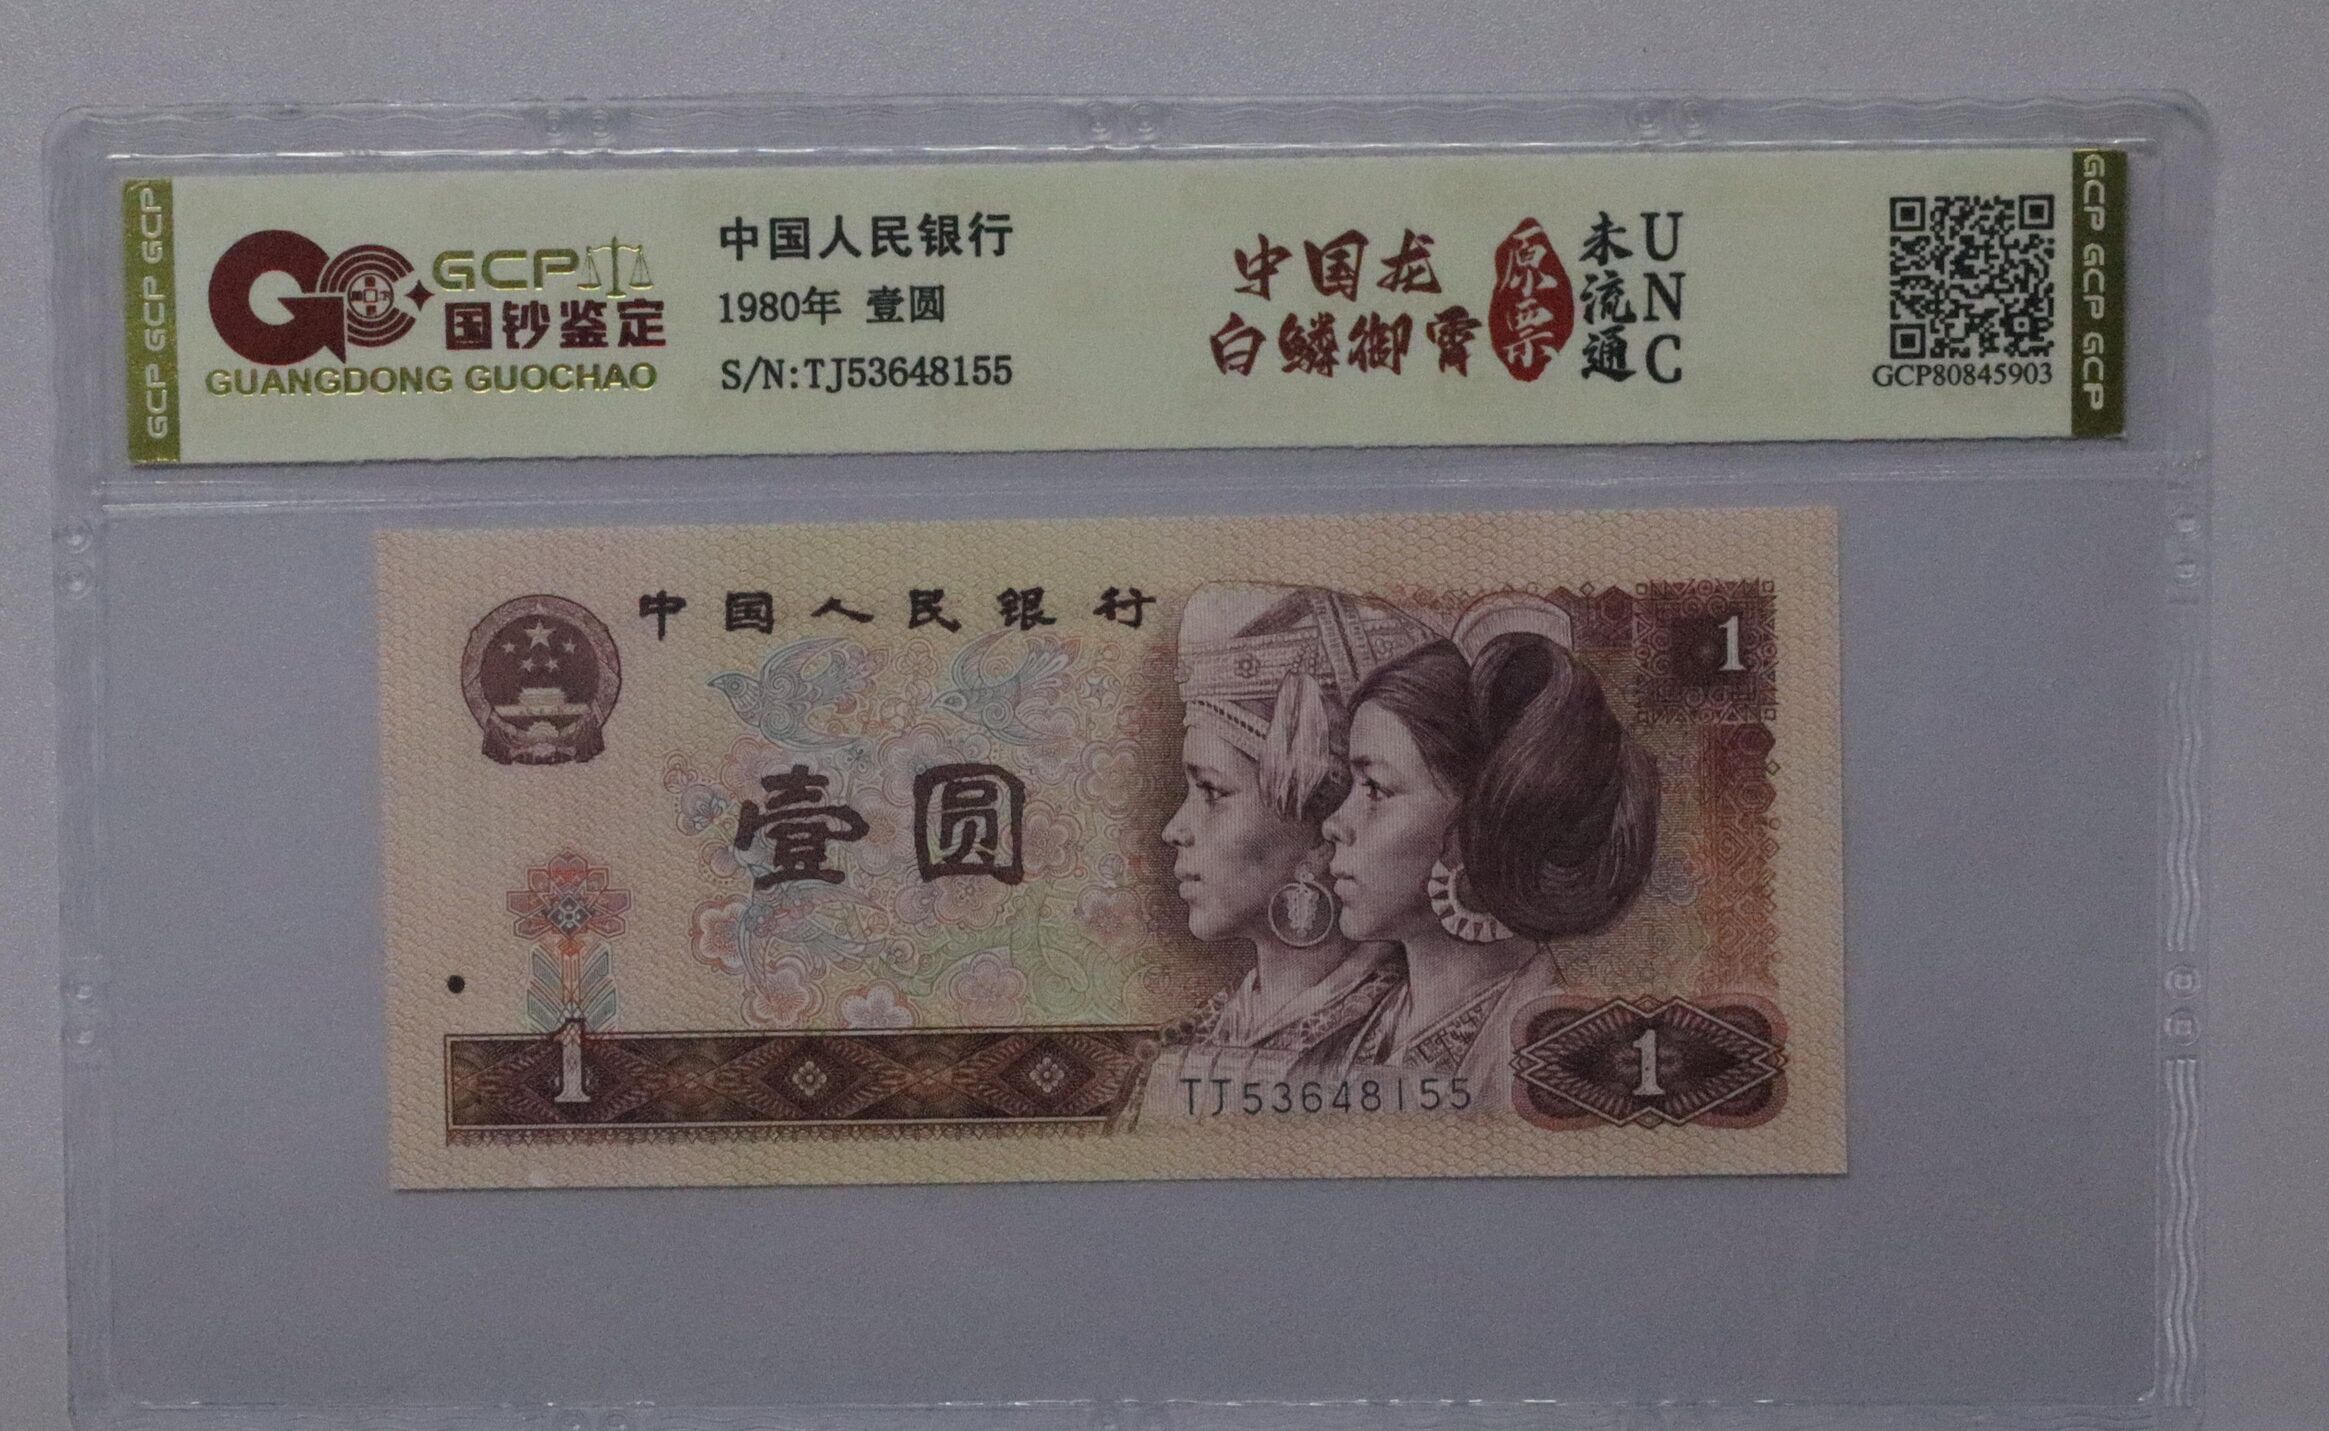 GCP GCP GCP
GCP
国钞鉴定
GUANGDONG GUOCHAO
中国人民银行
1980年 壹圆
S/N:TJ53648155
中国龙
白鳞御霄
原票
未流通
UNC
GCP80845903
GCP GCP GCP
中国人民银行
1
壹圆
1
TJ53648155
1